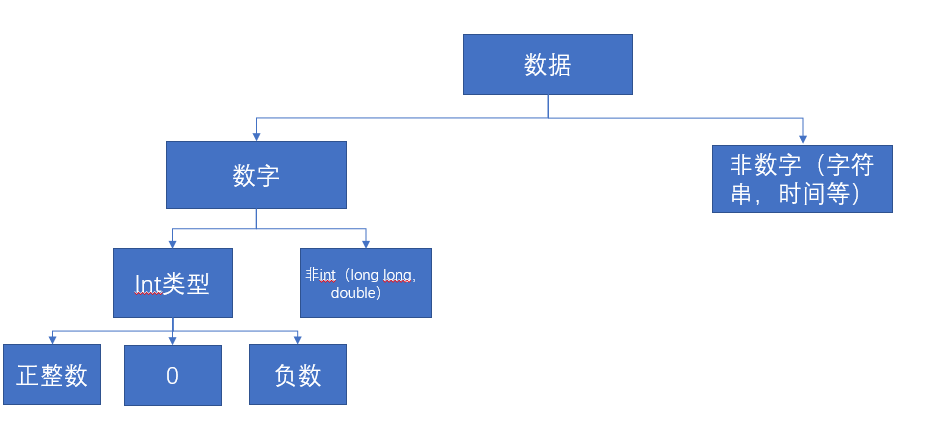 数据
数字
非数字（字符
串，时间等）
Int类型
非int（long long，
double）
正整数
0
负数